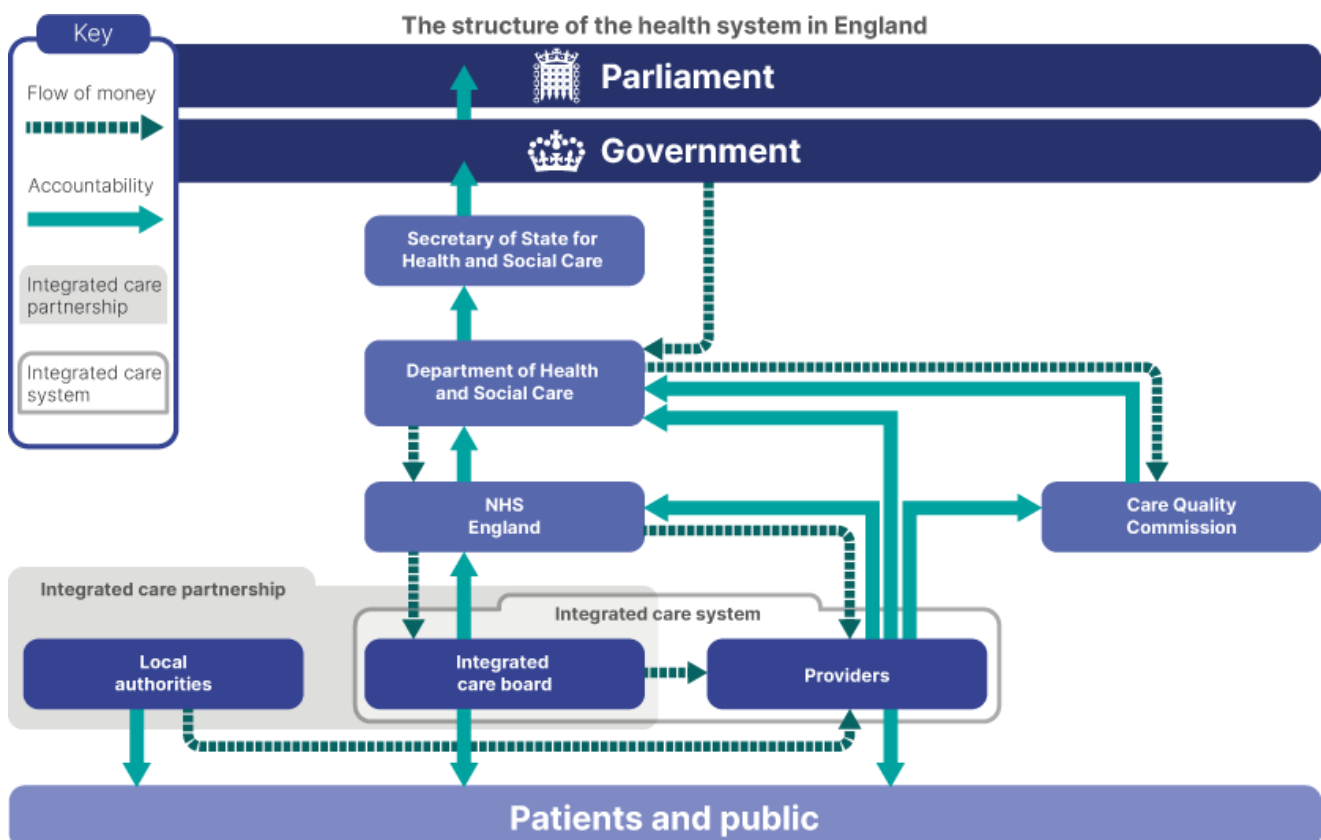 The structure of the health system in England
Key
Flow of money
Accountability
Integrated care
partnership
Integrated care
system
Parliament
Government
Secretary of State for
Health and Social Care
Department of Health
and Social Care
NHS
England
Care Quality
Commission
Integrated care partnership
Integrated care system
Local
authorities
Integrated
care board
Providers
Patients and public